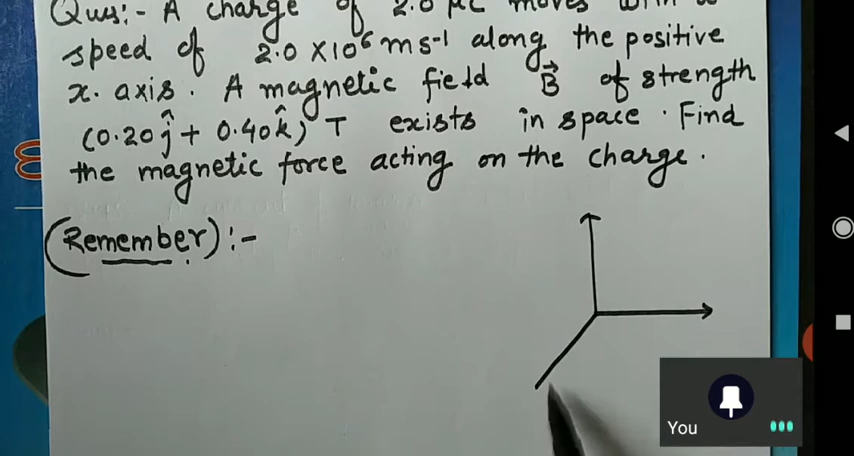 Ques:- A charge of 2.0 μC moves with a
speed of 2.0 ×10⁶ ms⁻¹ along the positive
x. axis. A magnetic field B⃗ of strength
(0.20ĵ + 0.40k̂) T exists in space. Find
the magnetic force acting on the charge.
(Remember):-
You